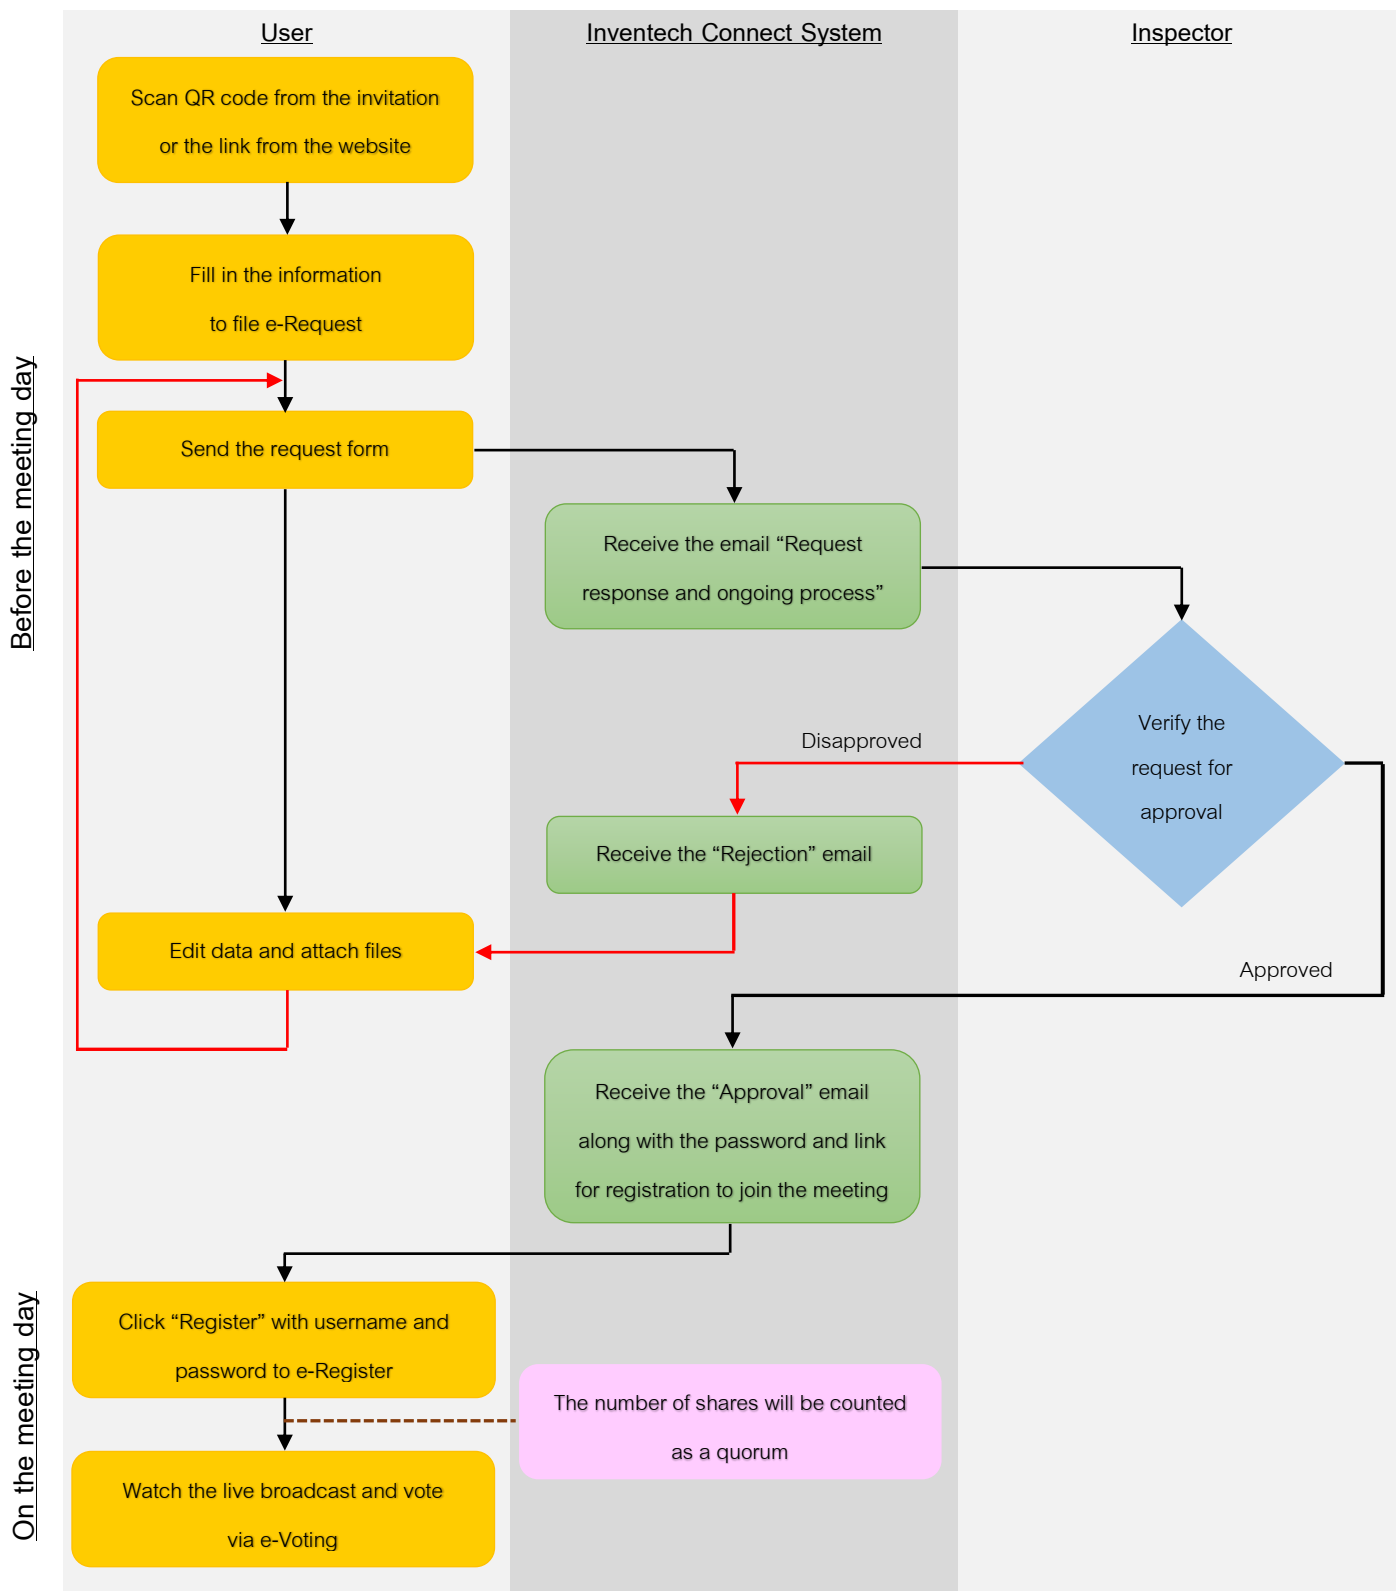 User
Inventech Connect System
Inspector
Before the meeting day
Scan QR code from the invitation
or the link from the website
Fill in the information
to file e-Request
Send the request form
Receive the email “Request
response and ongoing process”
Verify the
request for
approval
Disapproved
Receive the “Rejection” email
Edit data and attach files
Approved
Receive the “Approval” email
along with the password and link
for registration to join the meeting
On the meeting day
Click “Register” with username and
password to e-Register
The number of shares will be counted
as a quorum
Watch the live broadcast and vote
via e-Voting